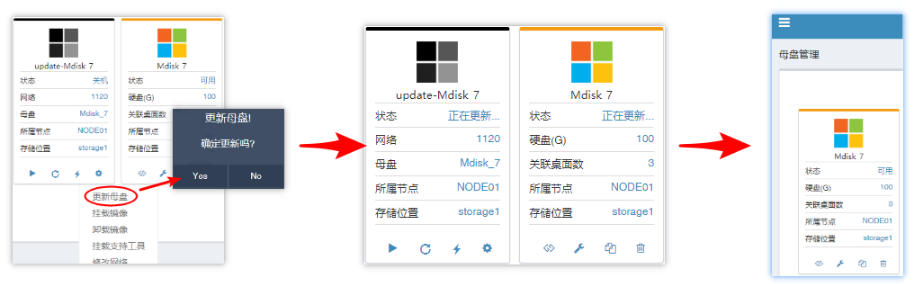 update-Mdisk 7
状态 关机
网络 1120
母盘 Mdisk_7
所属节点 NODE01
存储位置 storage1
Mdisk 7
状态 可用
硬盘(G) 100
关联桌面数
所属节点
存储位置
更新母盘!
确定更新吗?
Yes No
更新母盘
挂载镜像
卸载镜像
挂载支持工具
修改网络
update-Mdisk 7
状态 正在更新...
网络 1120
母盘 Mdisk_7
所属节点 NODE01
存储位置 storage1
Mdisk 7
状态 正在更新...
硬盘(G) 100
关联桌面数 3
所属节点 NODE01
存储位置 storage1
母盘管理
Mdisk 7
状态 可用
硬盘(G) 100
关联桌面数 3
所属节点 NODE01
存储位置 storage1